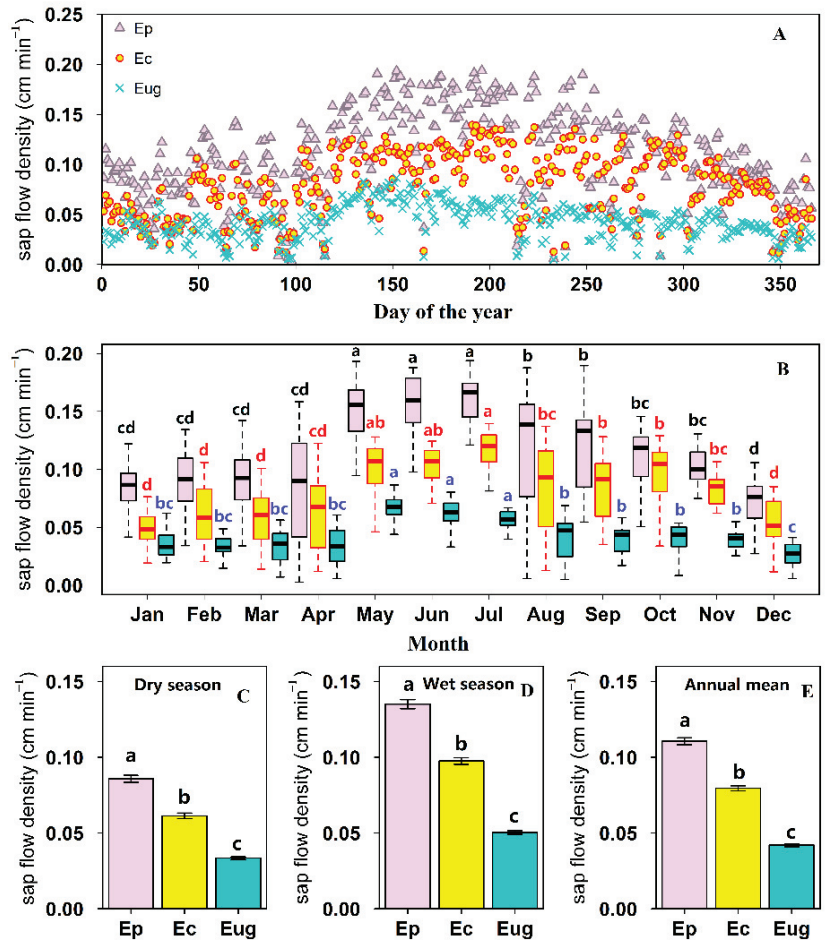 0.25
0.20
0.15
0.10
0.05
0.00
sap flow density (cm min⁻¹)
Ep
Ec
Eug
A
0 50 100 150 200 250 300 350
Day of the year
0.20
0.15
0.10
0.05
0.00
sap flow density (cm min⁻¹)
B
cd d bc
cd d bc
cd d bc
cd d bc
a ab a
a ab a
a a a
b bc b
b b b
bc b b
bc bc b
d d c
Jan Feb Mar Apr May Jun Jul Aug Sep Oct Nov Dec
Month
0.15
0.10
0.05
0.00
sap flow density (cm min⁻¹)
Dry season C
a
b
c
Ep Ec Eug
0.15
0.10
0.05
0.00
sap flow density (cm min⁻¹)
Wet season D
a
b
c
Ep Ec Eug
0.15
0.10
0.05
0.00
sap flow density (cm min⁻¹)
Annual mean E
a
b
c
Ep Ec Eug